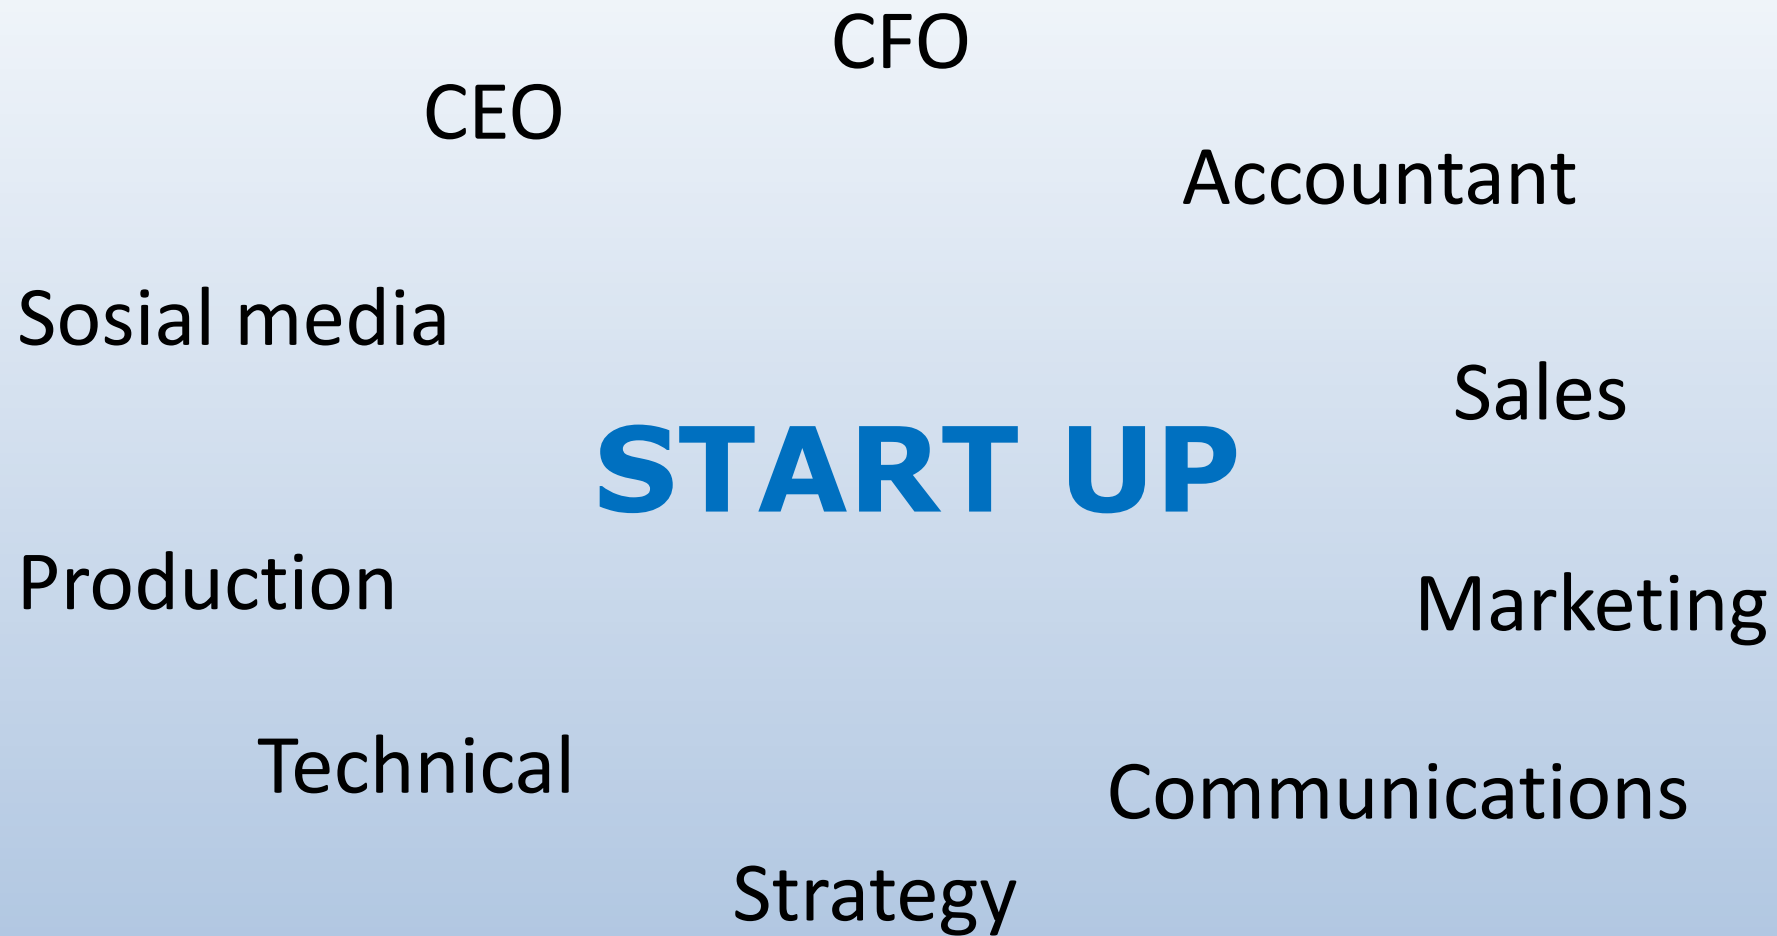 CFO
CEO
Accountant
Sosial media
Sales
START UP
Production
Marketing
Technical
Communications
Strategy